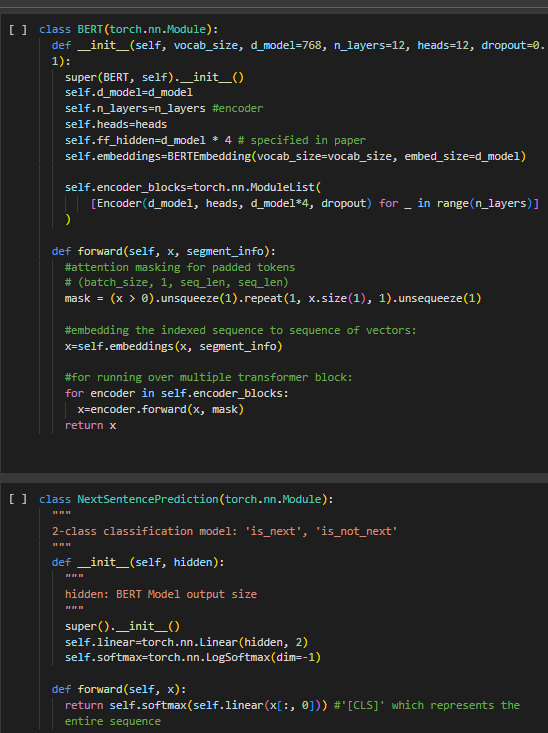 [ ] class BERT(torch.nn.Module):
def __init__(self, vocab_size, d_model=768, n_layers=12, heads=12, dropout=0.
1):
super(BERT, self).__init__()
self.d_model=d_model
self.n_layers=n_layers #encoder
self.heads=heads
self.ff_hidden=d_model * 4 # specified in paper
self.embeddings=BERTEmbedding(vocab_size=vocab_size, embed_size=d_model)
self.encoder_blocks=torch.nn.ModuleList(
[Encoder(d_model, heads, d_model*4, dropout) for _ in range(n_layers)]
)
def forward(self, x, segment_info):
#attention masking for padded tokens
# (batch_size, 1, seq_len, seq_len)
mask = (x > 0).unsqueeze(1).repeat(1, x.size(1), 1).unsequeeze(1)
#embedding the indexed sequence to sequence of vectors:
x=self.embeddings(x, segment_info)
#for running over multiple transformer block:
for encoder in self.encoder_blocks:
x=encoder.forward(x, mask)
return x
[ ] class NextSentencePrediction(torch.nn.Module):
"""
2-class classification model: 'is_next', 'is_not_next'
"""
def __init__(self, hidden):
"""
hidden: BERT Model output size
"""
super().__init__()
self.linear=torch.nn.Linear(hidden, 2)
self.softmax=torch.nn.LogSoftmax(dim=-1)
def forward(self, x):
return self.softmax(self.linear(x[:, 0])) #'[CLS]' which represents the
entire sequence